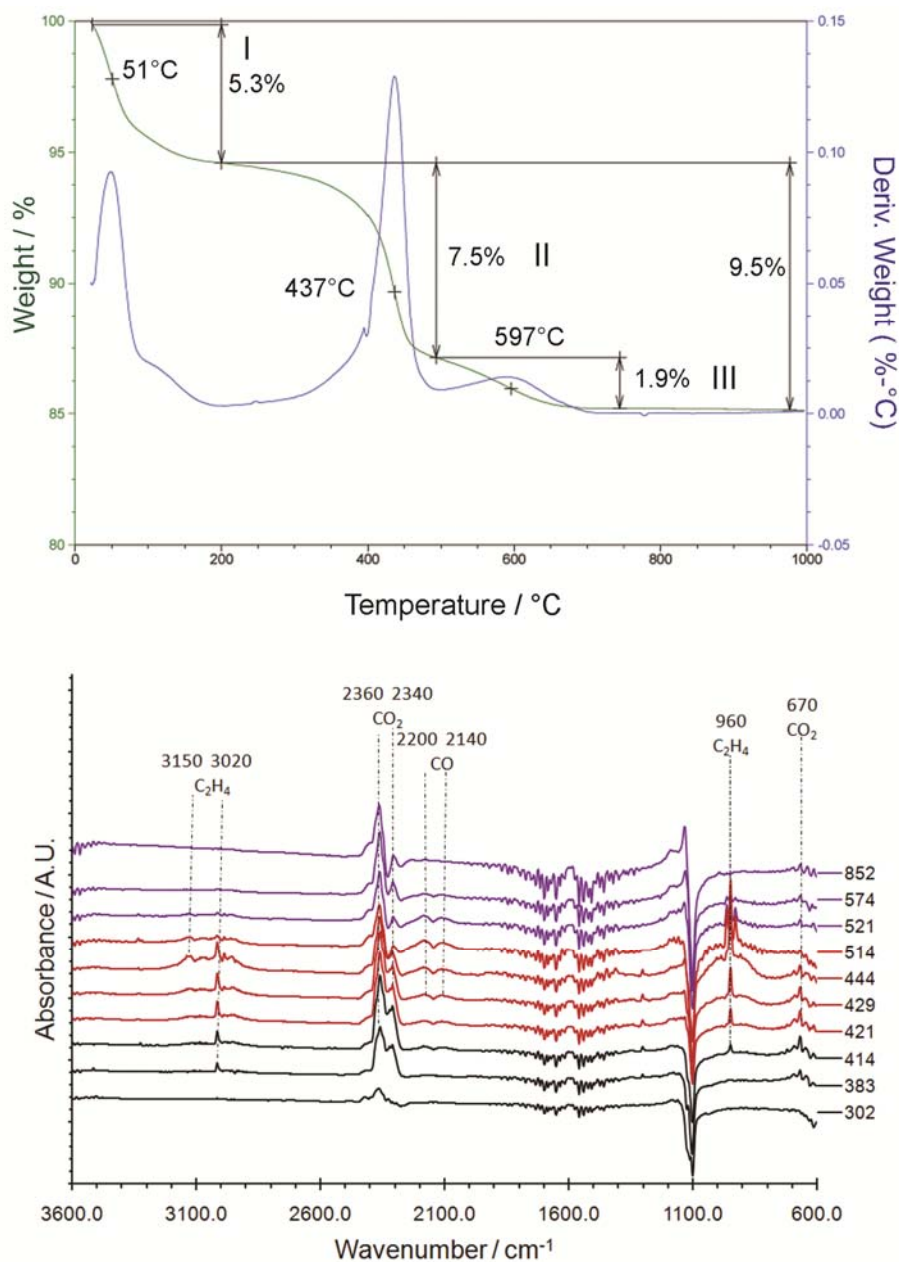 100
0.15
I
51°C
5.3%
95
0.10
7.5% II
9.5%
90
437°C
0.05
597°C
1.9% III
85
0.00
80
-0.05
0
200
400
600
800
1000
Weight / %
Deriv. Weight ( %-°C)
Temperature / °C
2360 2340
CO₂
2200 2140
CO
960
C₂H₄
670
CO₂
3150 3020
C₂H₄
852
574
521
514
444
429
421
414
383
302
Absorbance / A.U.
3600.0
3100.0
2600.0
2100.0
1600.0
1100.0
600.0
Wavenumber / cm⁻¹